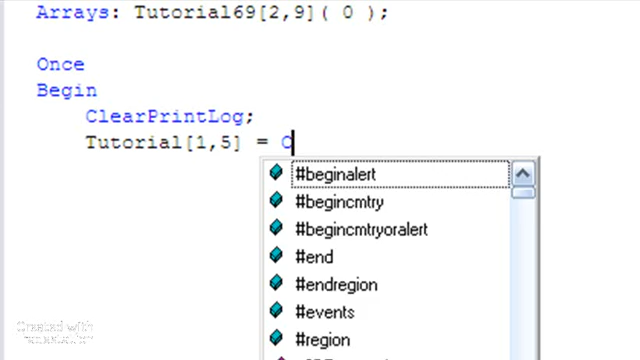 Arrays: Tutorial69[2,9]( 0 );
Once
Begin
ClearPrintLog;
Tutorial[1,5] = C
#beginalert
#begincmtry
#begincmtryoralert
#end
#endregion
#events
#region
Created with